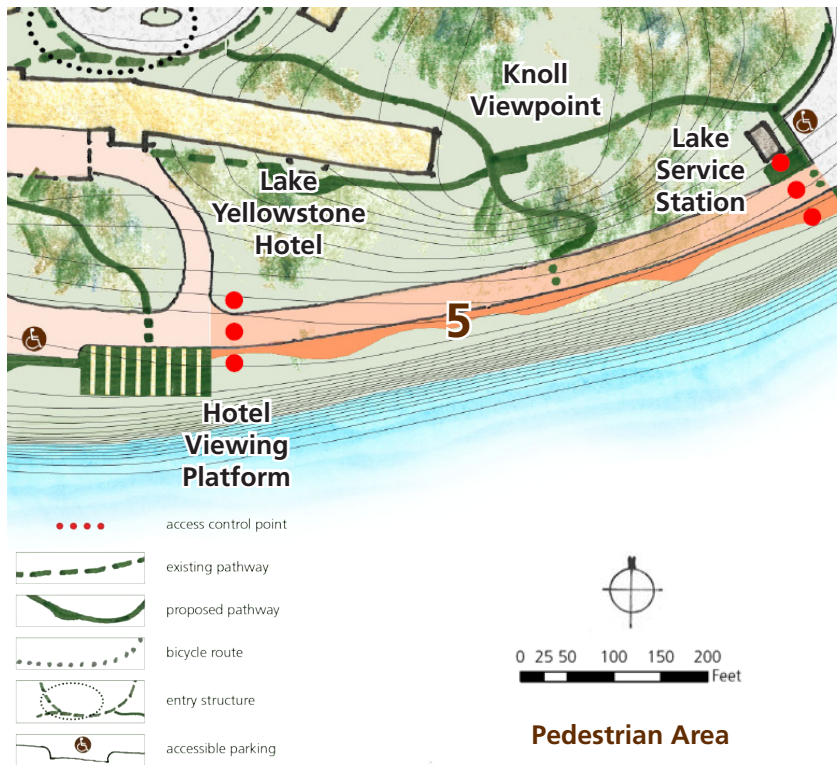 Knoll
Viewpoint
Lake
Service
Station
Lake
Yellowstone
Hotel
5
Hotel
Viewing
Platform
access control point
existing pathway
proposed pathway
bicycle route
entry structure
accessible parking
N
0 25 50 100 150 200
Feet
Pedestrian Area